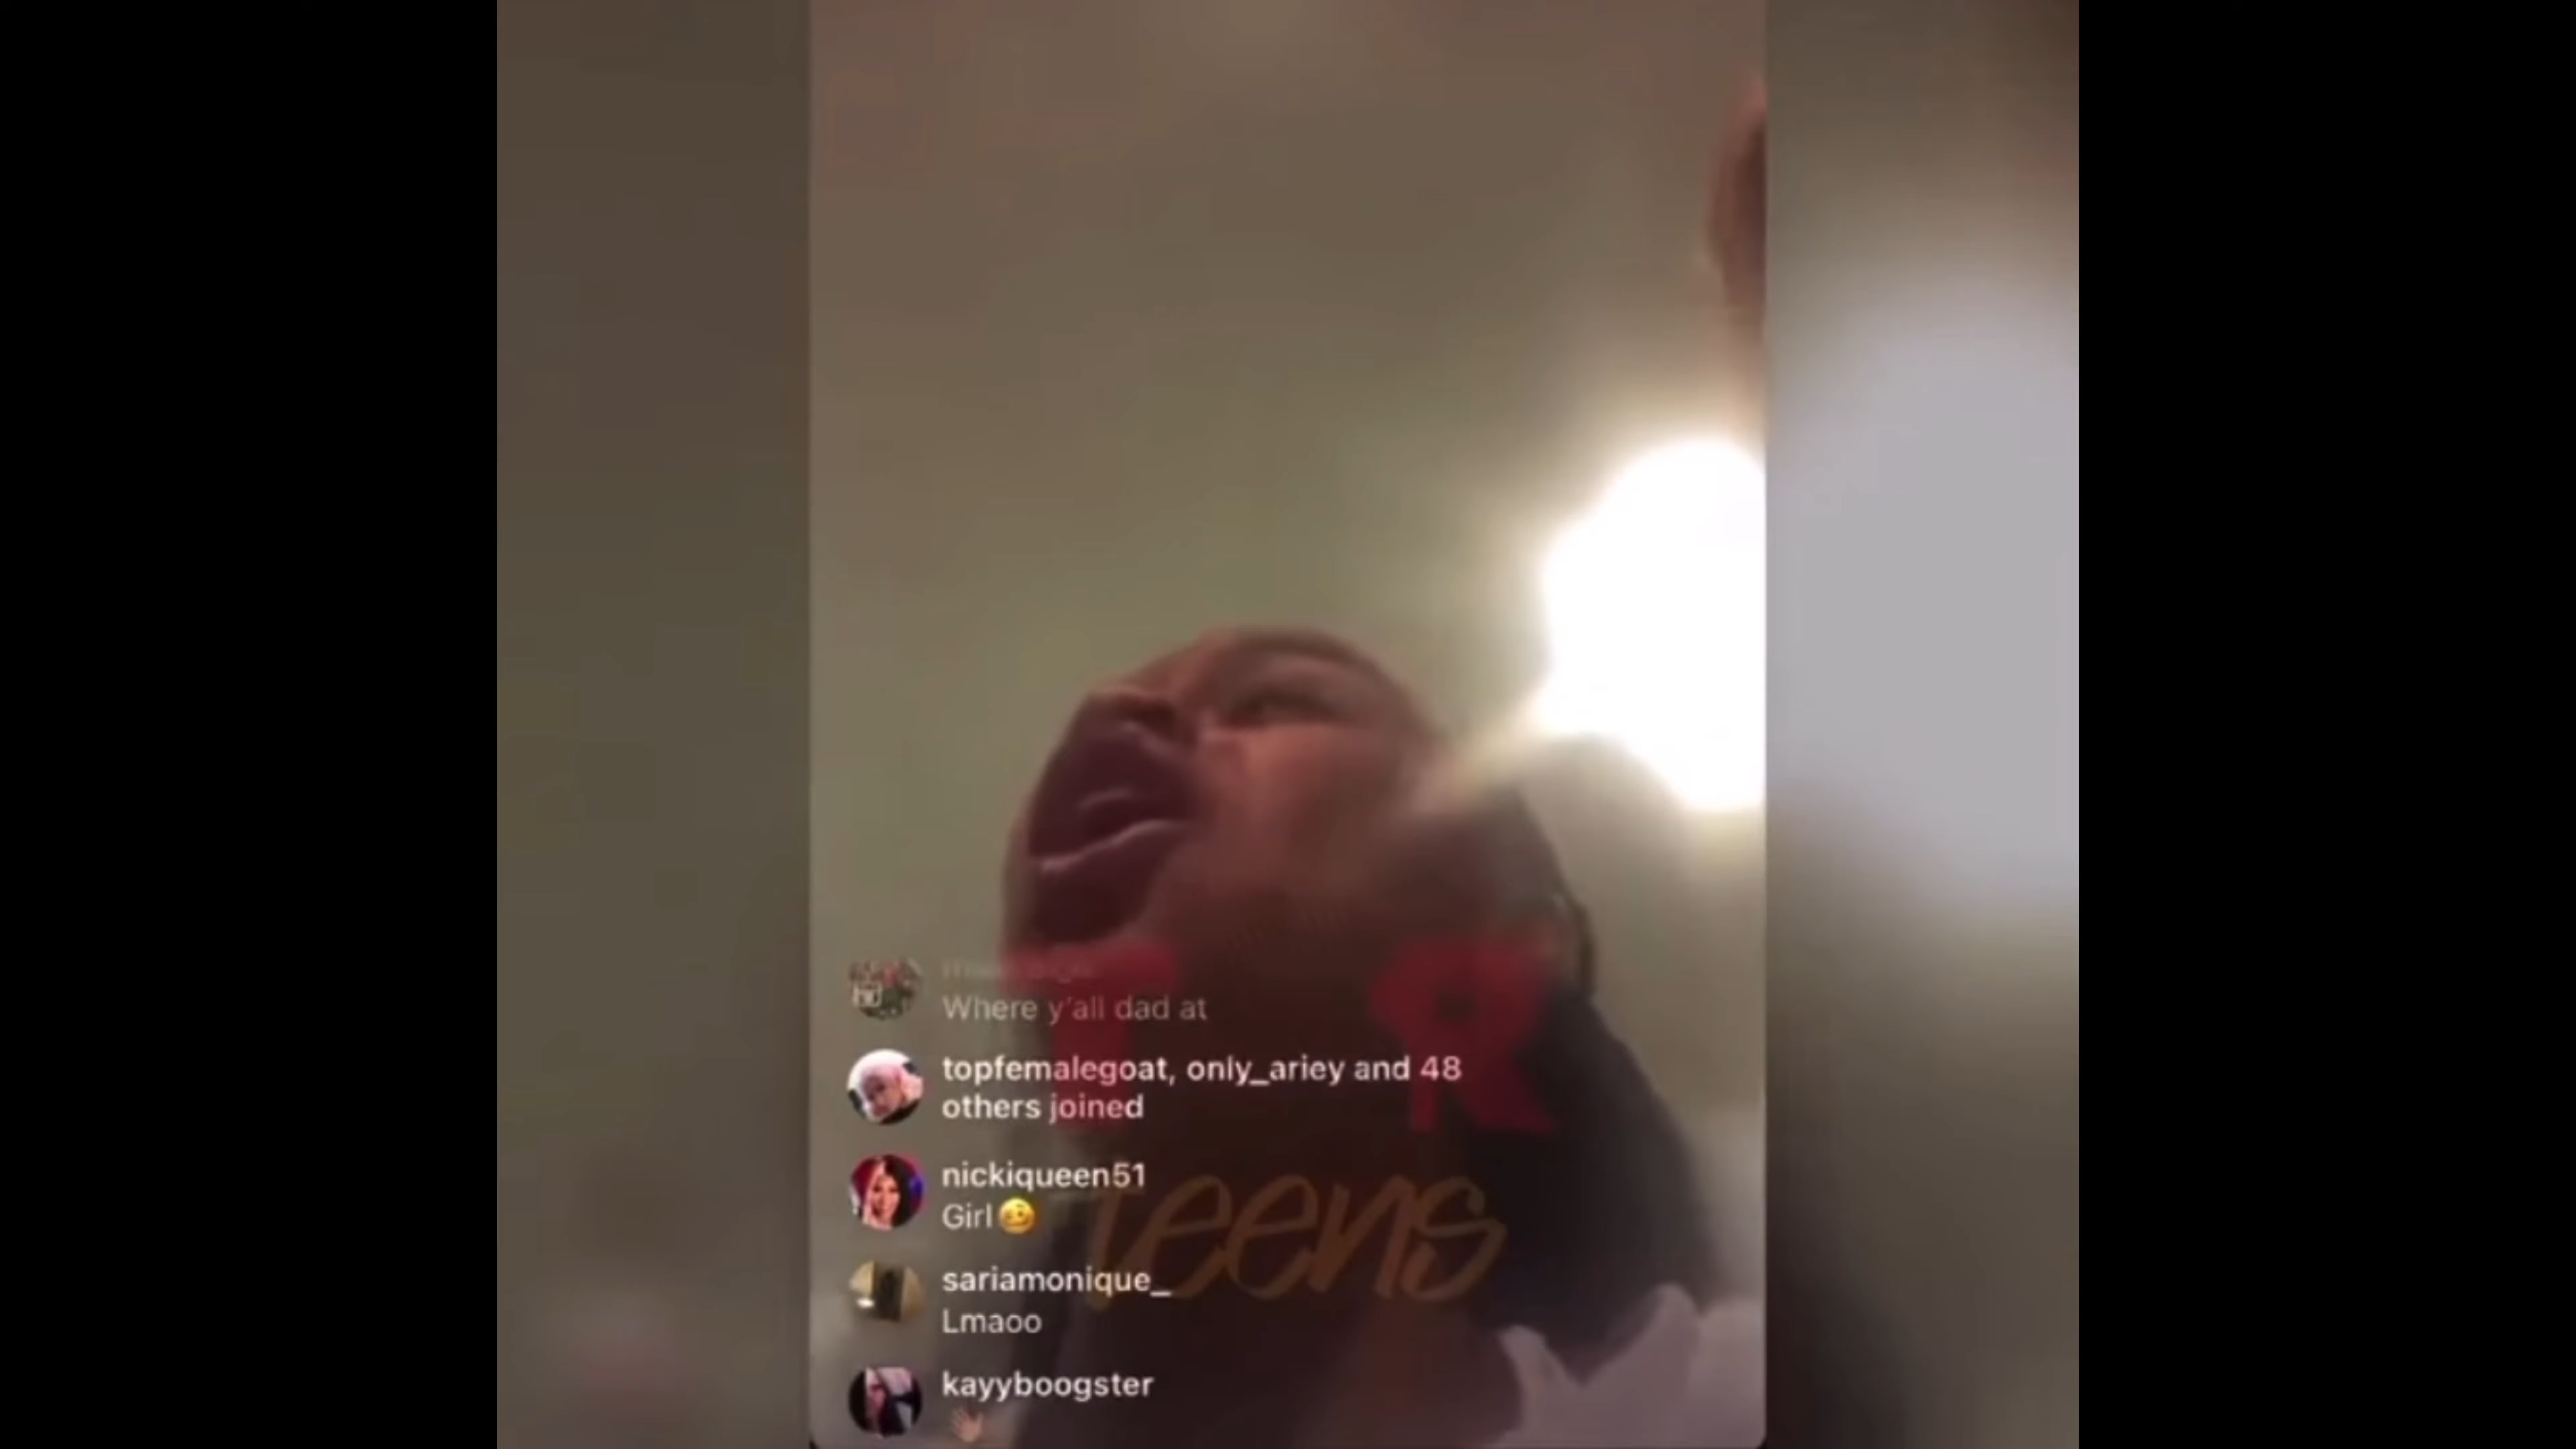 Where y'all dad at
topfemalegoat, only_ariey and 48
others joined
nickiqueen51
Girl🥴
sariamonique_
Lmaoo
kayyboogster
👋🏽
T R
Teens